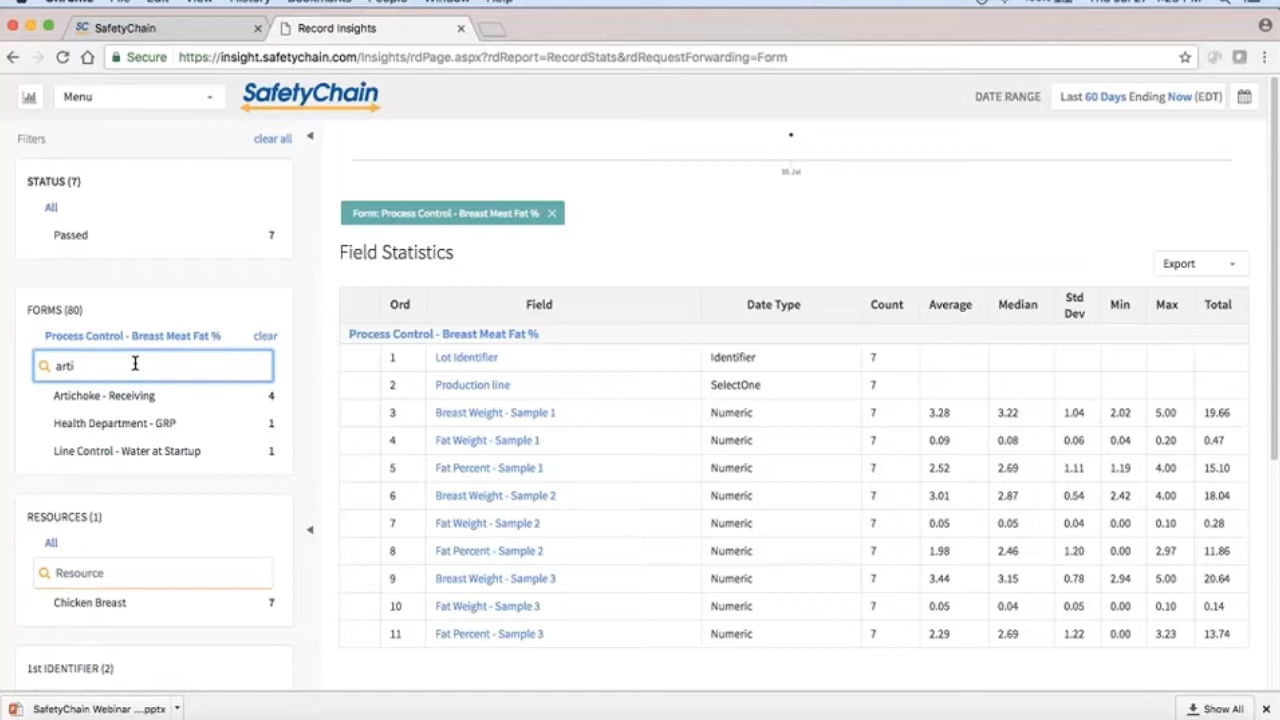 SafetyChain
Record Insights
Secure https://insight.safetychain.com/Insights/rdPage.aspx?rdReport=RecordStats&rdRequestForwarding=Form
Menu
SafetyChain
DATE RANGE Last 60 Days Ending Now (EDT)
Filters clear all
STATUS (7)
All
Passed 7
FORMS (80)
Process Control - Breast Meat Fat % clear
arti
Artichoke - Receiving 4
Health Department - GRP 1
Line Control - Water at Startup 1
RESOURCES (1)
All
Resource
Chicken Breast 7
1st IDENTIFIER (2)
10. Jul
Form: Process Control - Breast Meat Fat %
Field Statistics
Export
Ord Field Date Type Count Average Median Std Dev Min Max Total
Process Control - Breast Meat Fat %
1 Lot Identifier Identifier 7
2 Production line SelectOne 7
3 Breast Weight - Sample 1 Numeric 7 3.28 3.22 1.04 2.02 5.00 19.66
4 Fat Weight - Sample 1 Numeric 7 0.09 0.08 0.06 0.04 0.20 0.47
5 Fat Percent - Sample 1 Numeric 7 2.52 2.69 1.11 1.19 4.00 15.10
6 Breast Weight - Sample 2 Numeric 7 3.01 2.87 0.54 2.42 4.00 18.04
7 Fat Weight - Sample 2 Numeric 7 0.05 0.05 0.04 0.00 0.10 0.28
8 Fat Percent - Sample 2 Numeric 7 1.98 2.46 1.20 0.00 2.97 11.86
9 Breast Weight - Sample 3 Numeric 7 3.44 3.15 0.78 2.94 5.00 20.64
10 Fat Weight - Sample 3 Numeric 7 0.05 0.04 0.05 0.00 0.10 0.14
11 Fat Percent - Sample 3 Numeric 7 2.29 2.69 1.22 0.00 3.23 13.74
SafetyChain Webinar ....pptx
Show All